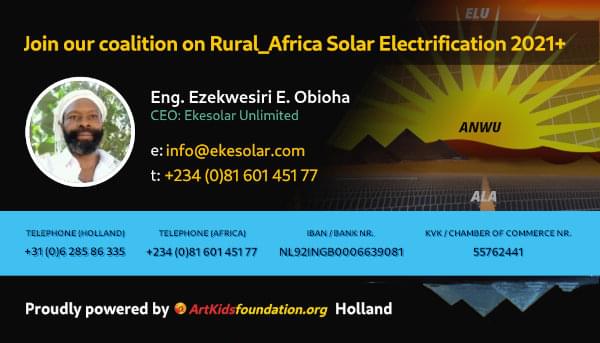 ELU
Join our coalition on Rural_Africa Solar Electrification 2021+
Eng. Ezekwesiri E. Obioha
CEO: Ekesolar Unlimited
ANWU
e: info@ekesolar.com
t: +234 (0)81 601 451 77
ALA
TELEPHONE (HOLLAND)
+31 (0)6 285 86 335
TELEPHONE (AFRICA)
+234 (0)81 601 451 77
IBAN / BANK NR.
NL92INGB0006639081
KVK / CHAMBER OF COMMERCE NR.
55762441
Proudly powered by ArtKidsfoundation.org Holland